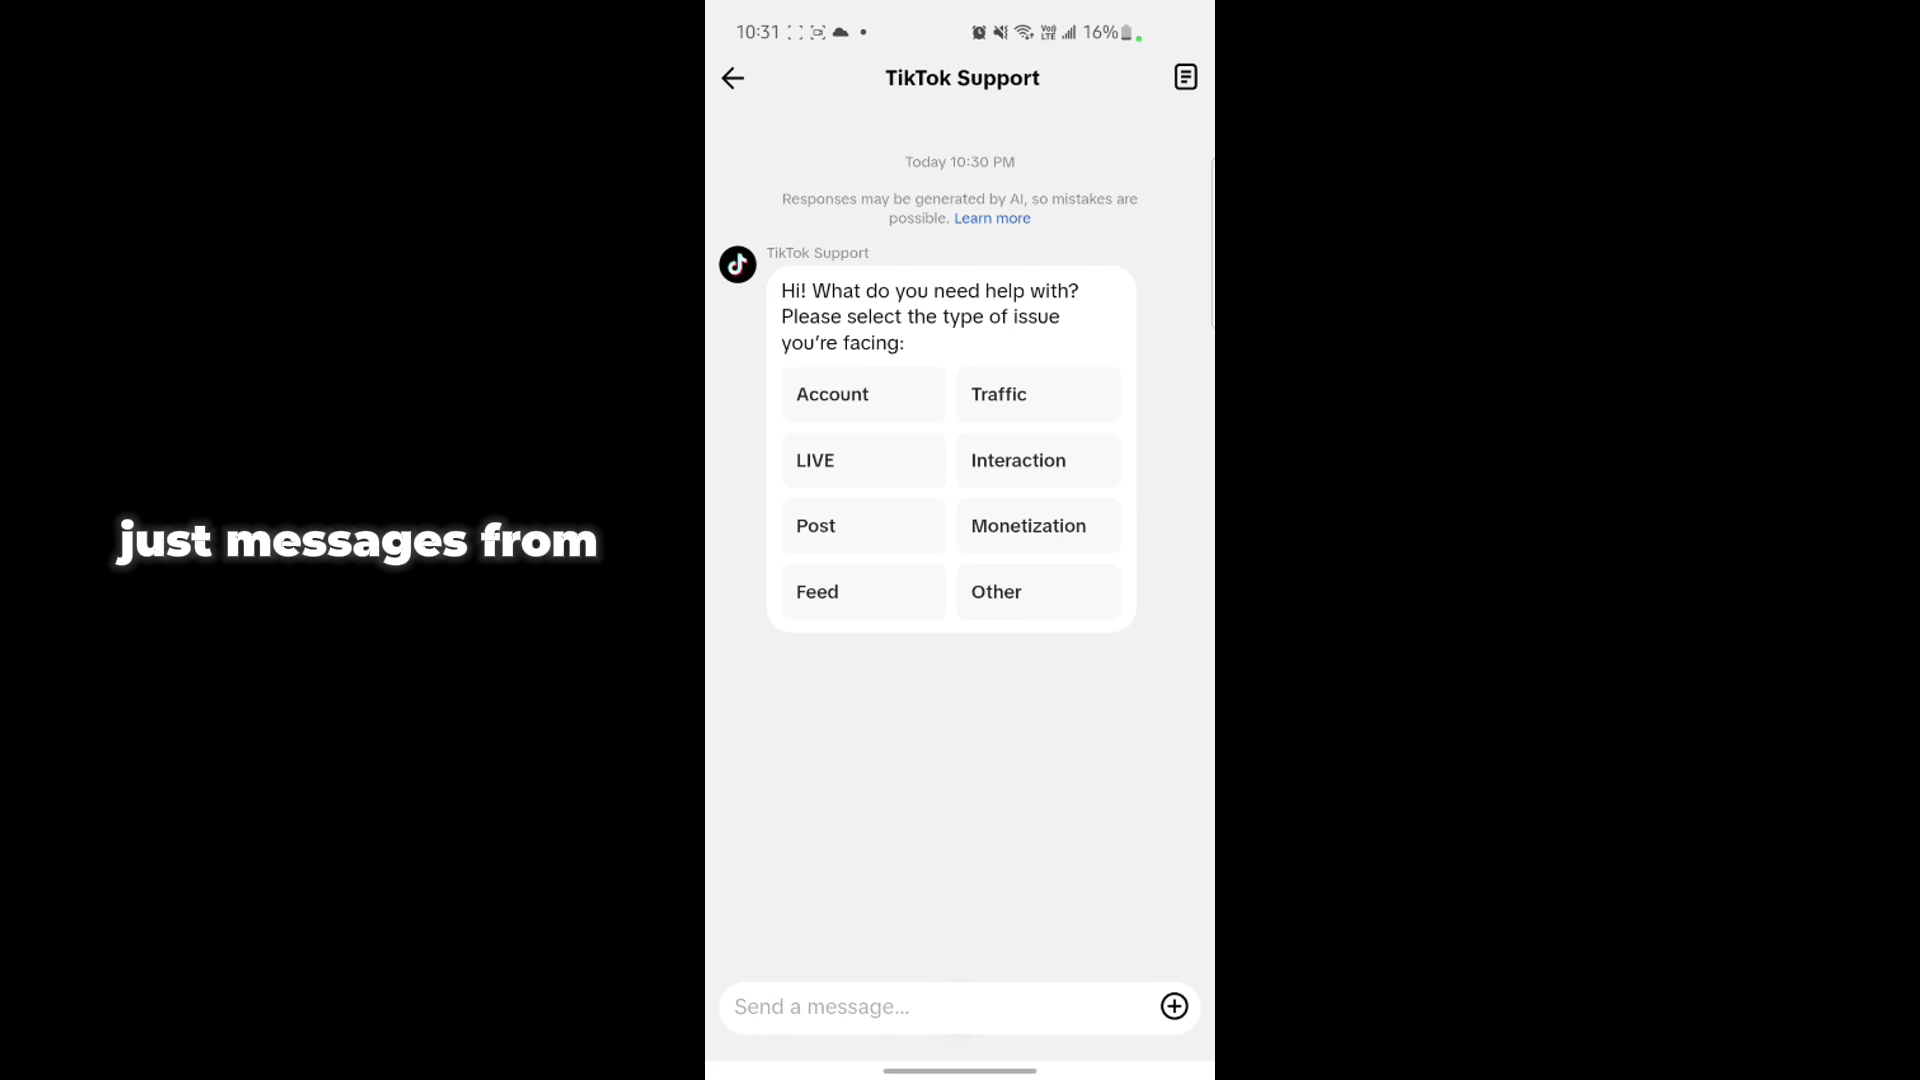 10:31
VoD LTE 16%
TikTok Support
Today 10:30 PM
Responses may be generated by AI, so mistakes are
possible. Learn more
TikTok Support
Hi! What do you need help with?
Please select the type of issue
you're facing:
Account
Traffic
LIVE
Interaction
just messages from
Post
Monetization
Feed
Other
Send a message...